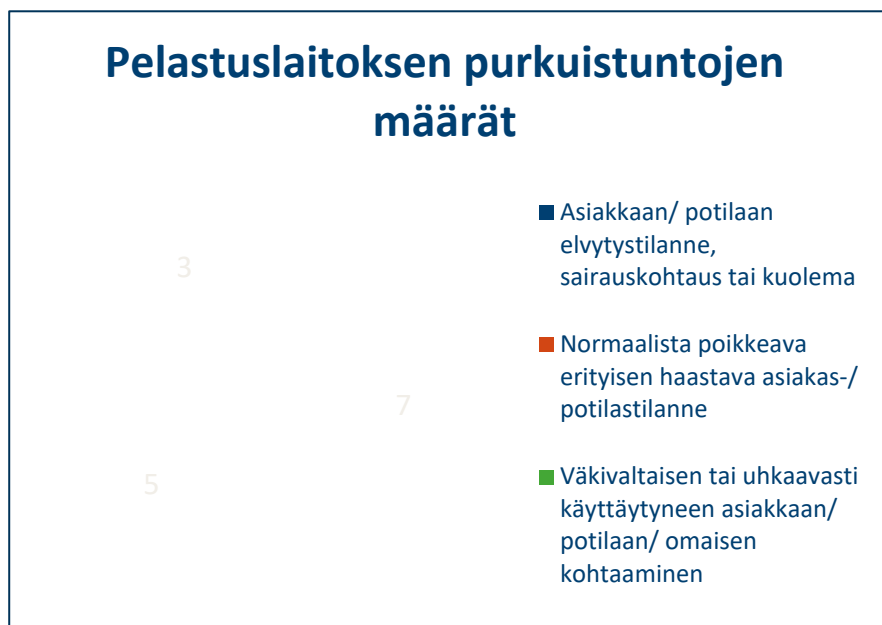 Pelastuslaitoksen purkuistuntojen
määrät
3
7
5
Asiakkaan/ potilaan
elvytystilanne,
sairauskohtaus tai kuolema
Normaalista poikkeava
erityisen haastava asiakas-/
potilastilanne
Väkivaltaisen tai uhkaavasti
käyttäytyneen asiakkaan/
potilaan/ omaisen
kohtaaminen